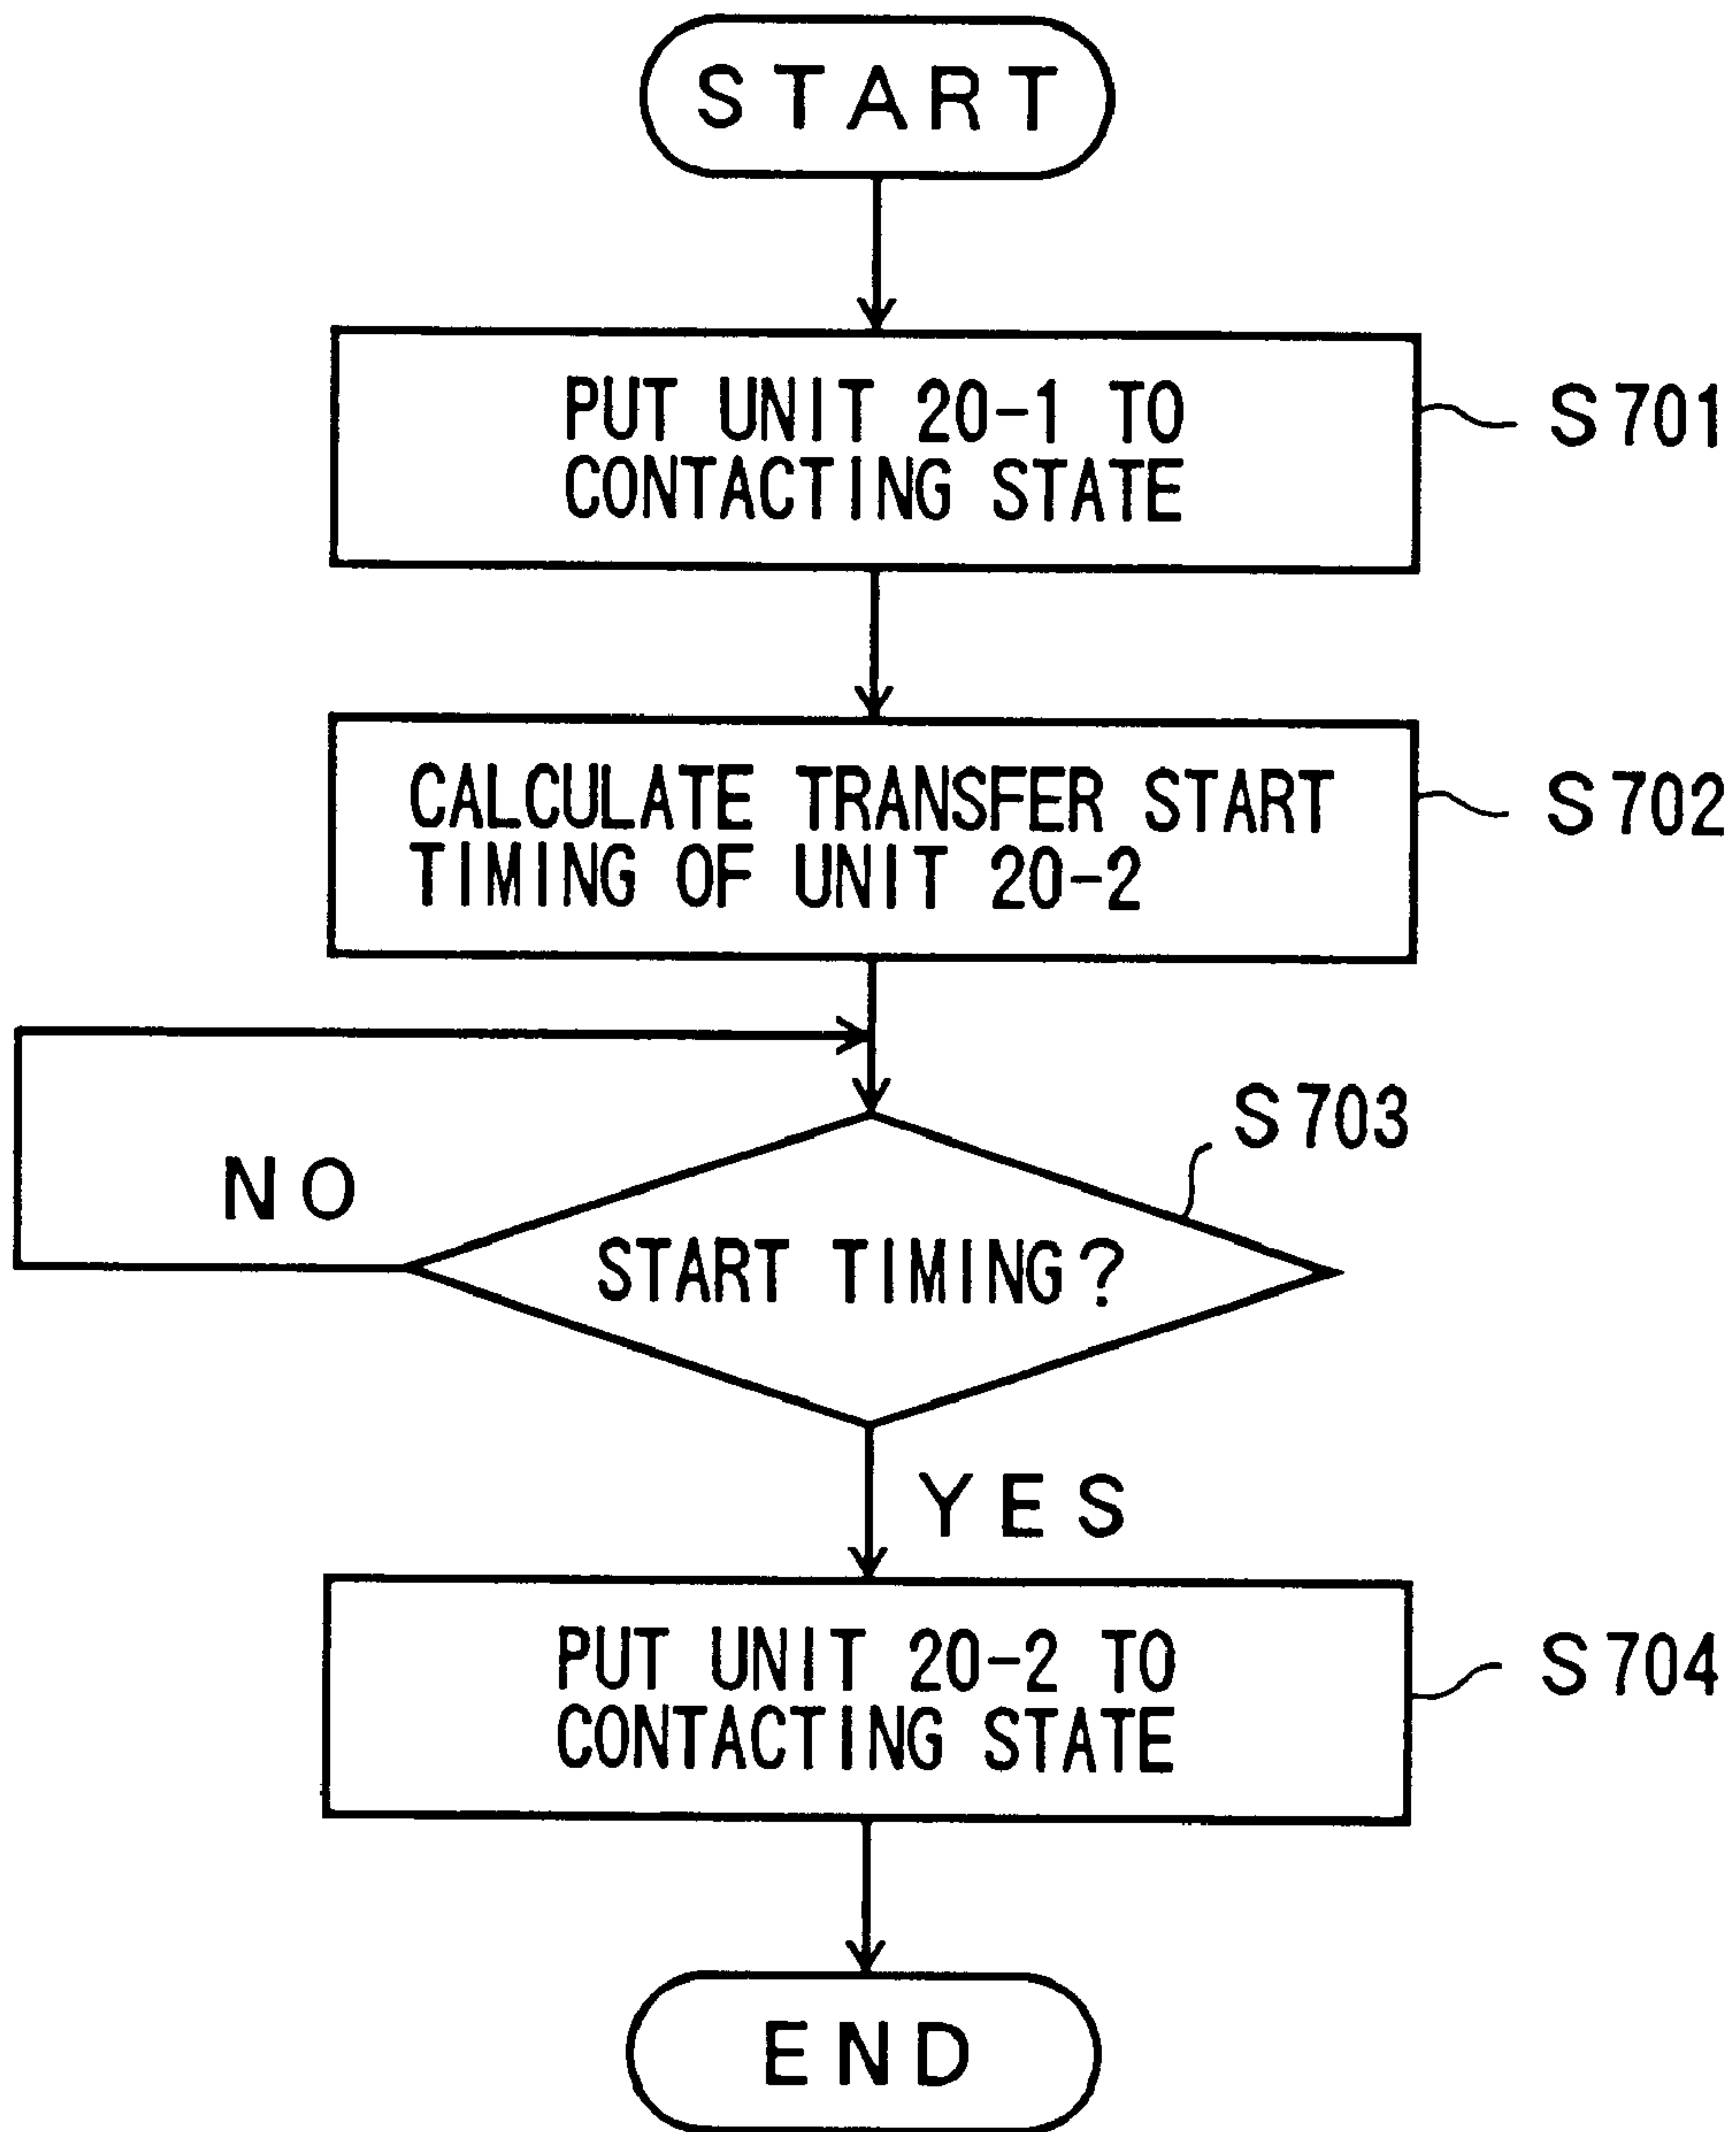 START
PUT UNIT 20-1 TO
CONTACTING STATE
S701
CALCULATE TRANSFER START
TIMING OF UNIT 20-2
S702
S703
NO
START TIMING?
YES
PUT UNIT 20-2 TO
CONTACTING STATE
S704
END